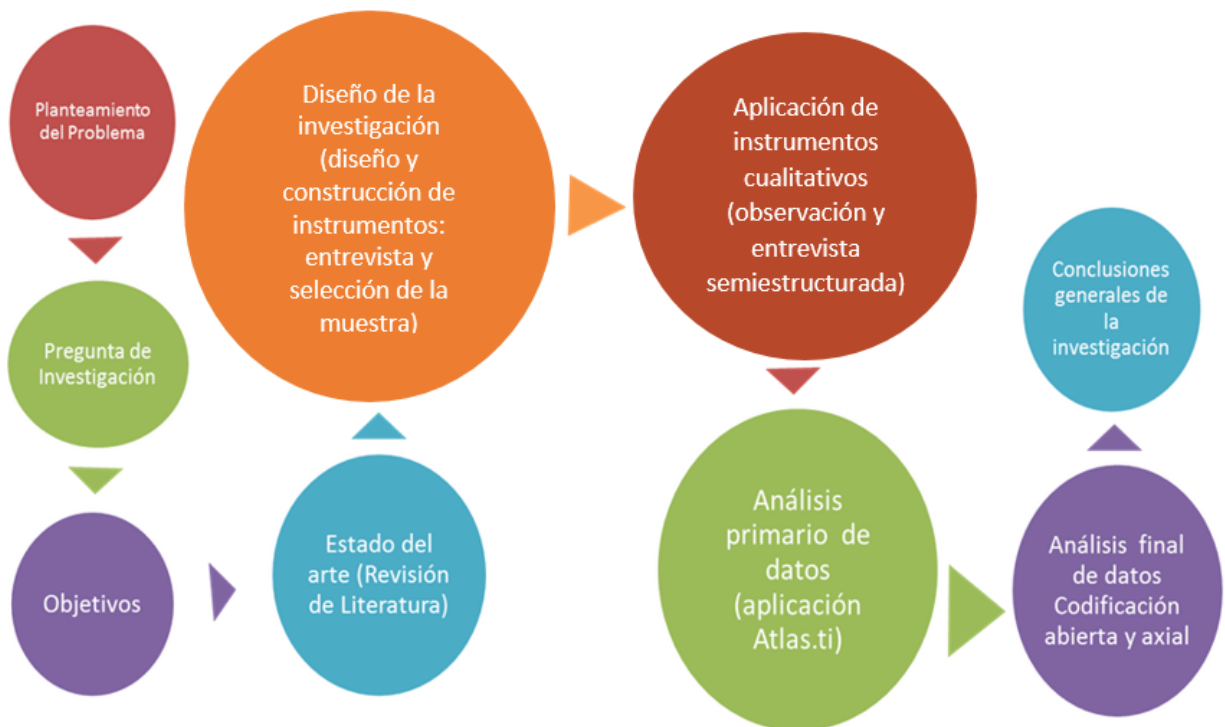 Planteamiento
del Problema
Pregunta de
Investigación
Objetivos
Estado del
arte (Revisión
de Literatura)
Diseño de la
investigación
(diseño y
construcción de
instrumentos:
entrevista y
selección de la
muestra)
Aplicación de
instrumentos
cualitativos
(observación y
entrevista
semiestructurada)
Análisis
primario de
datos
(aplicación
Atlas.ti)
Análisis final
de datos
Codificación
abierta y axial
Conclusiones
generales de
la
investigación